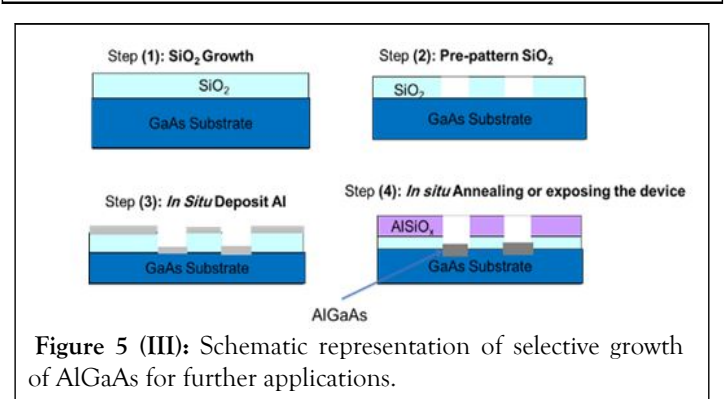 Step (1): SiO₂ Growth
SiO₂
GaAs Substrate
Step (2): Pre-pattern SiO₂
SiO₂
GaAs Substrate
Step (3): In Situ Deposit Al
GaAs Substrate
Step (4): In situ Annealing or exposing the device
AlSiOₓ
GaAs Substrate
AlGaAs
Figure 5 (III): Schematic representation of selective growth
of AlGaAs for further applications.